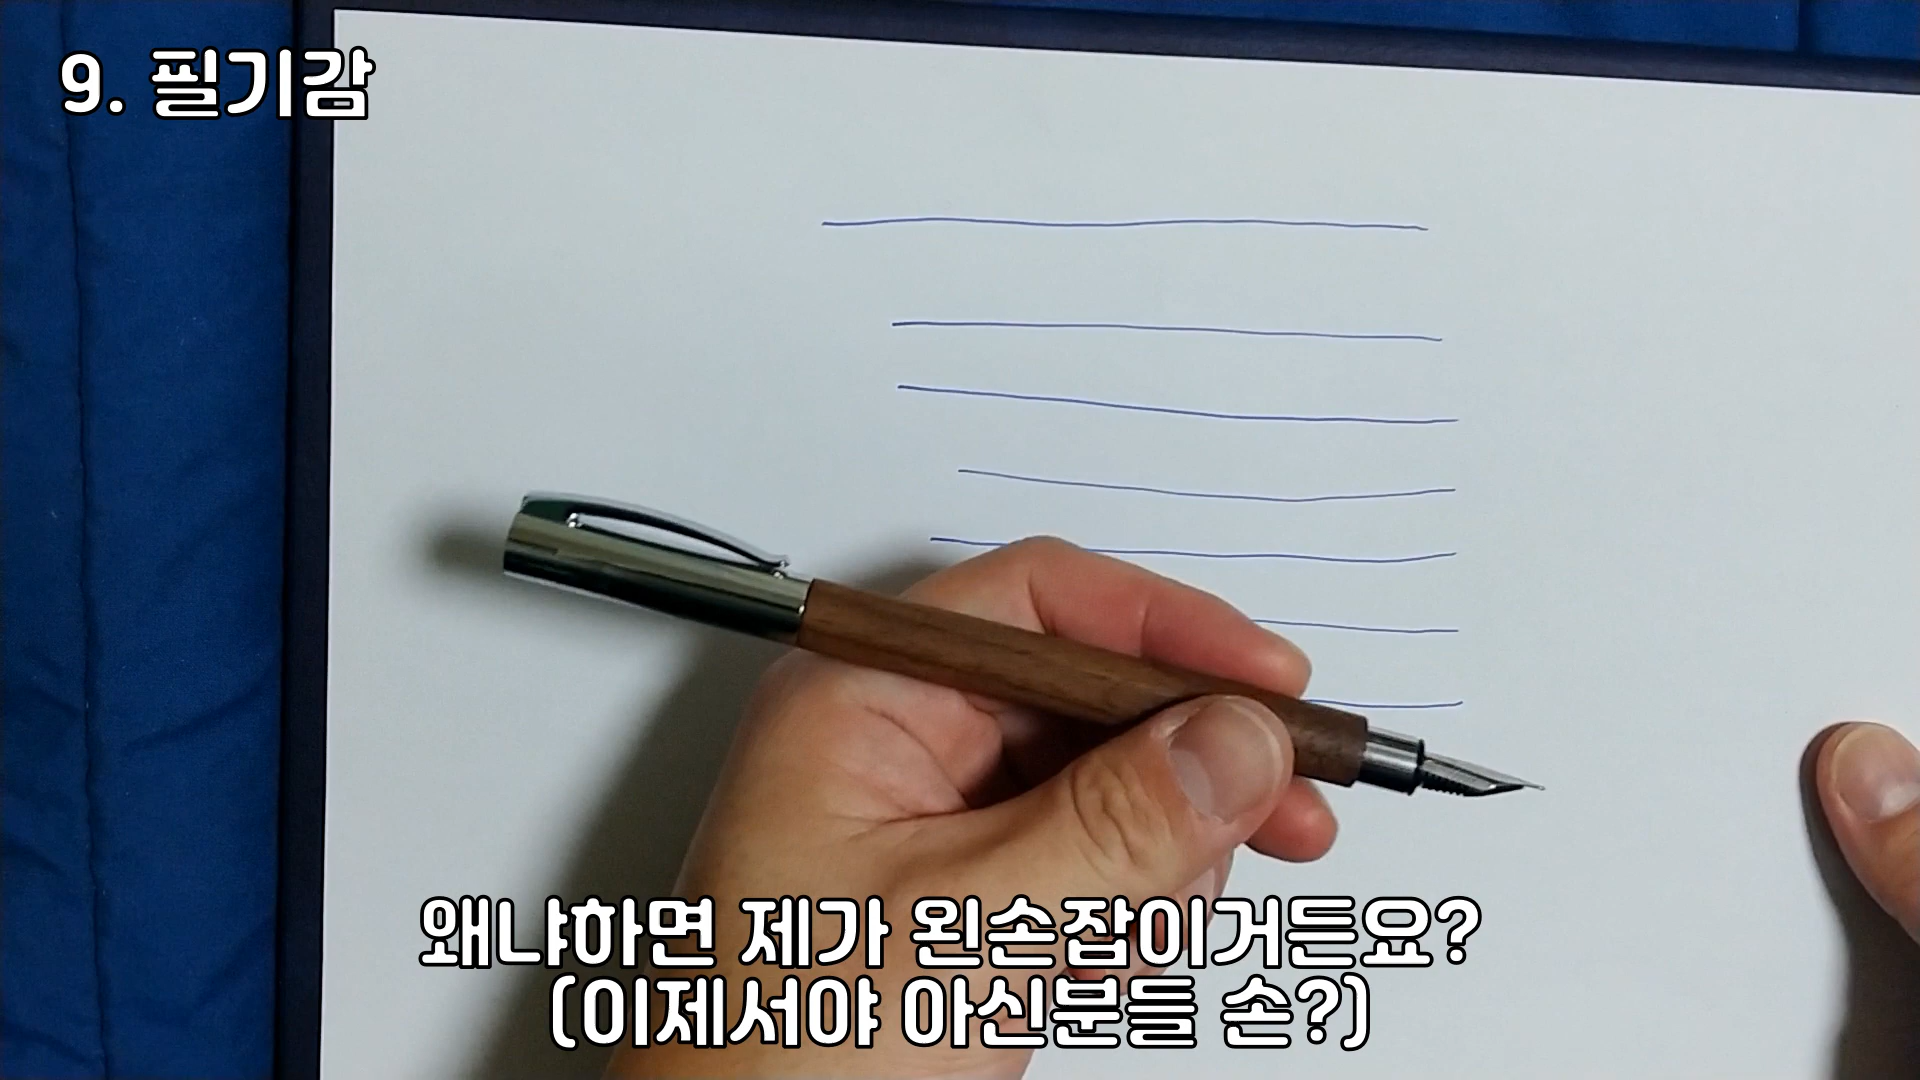 9. 필기감
왜냐하면 제가 왼손잡이거든요?
(이제서야 아신분들 손?)